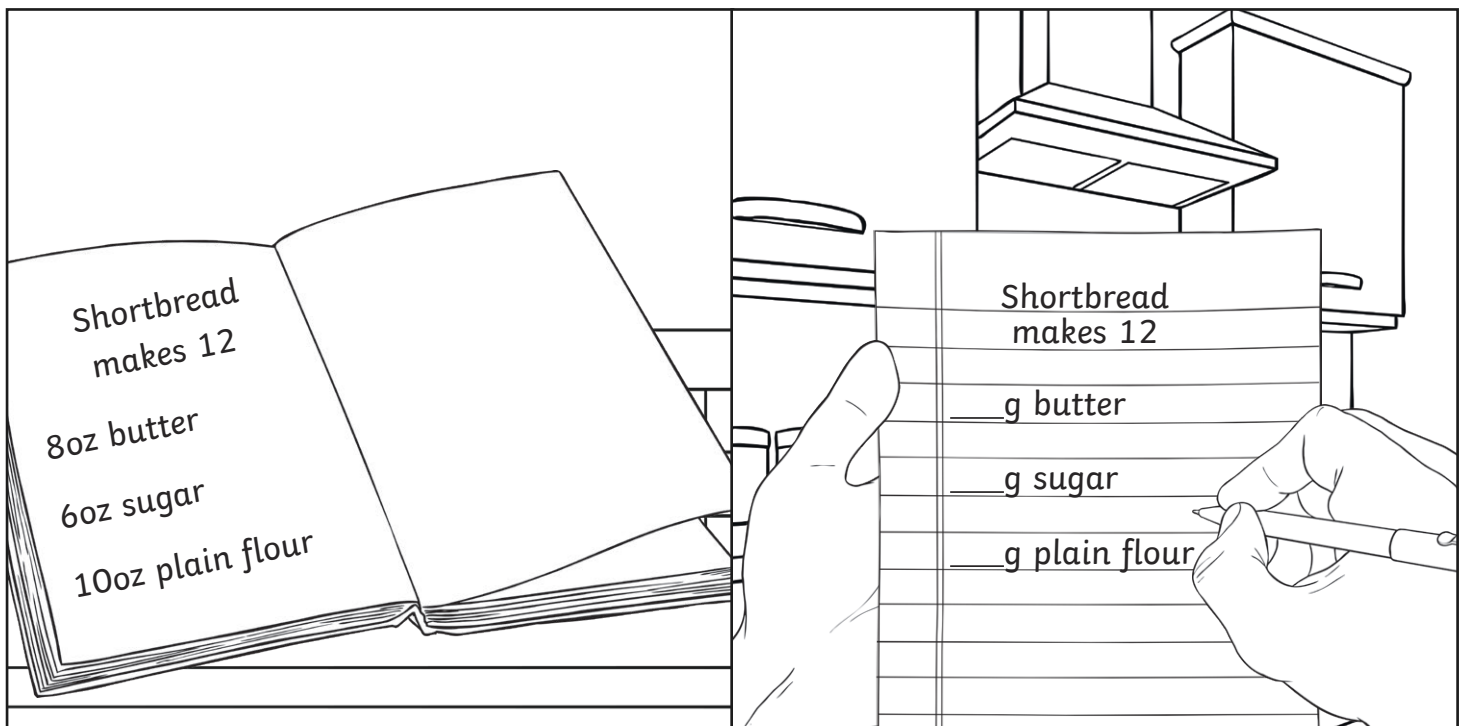 Shortbread
makes 12
8oz butter
6oz sugar
10oz plain flour
Shortbread
makes 12
___g butter
___g sugar
___g plain flour